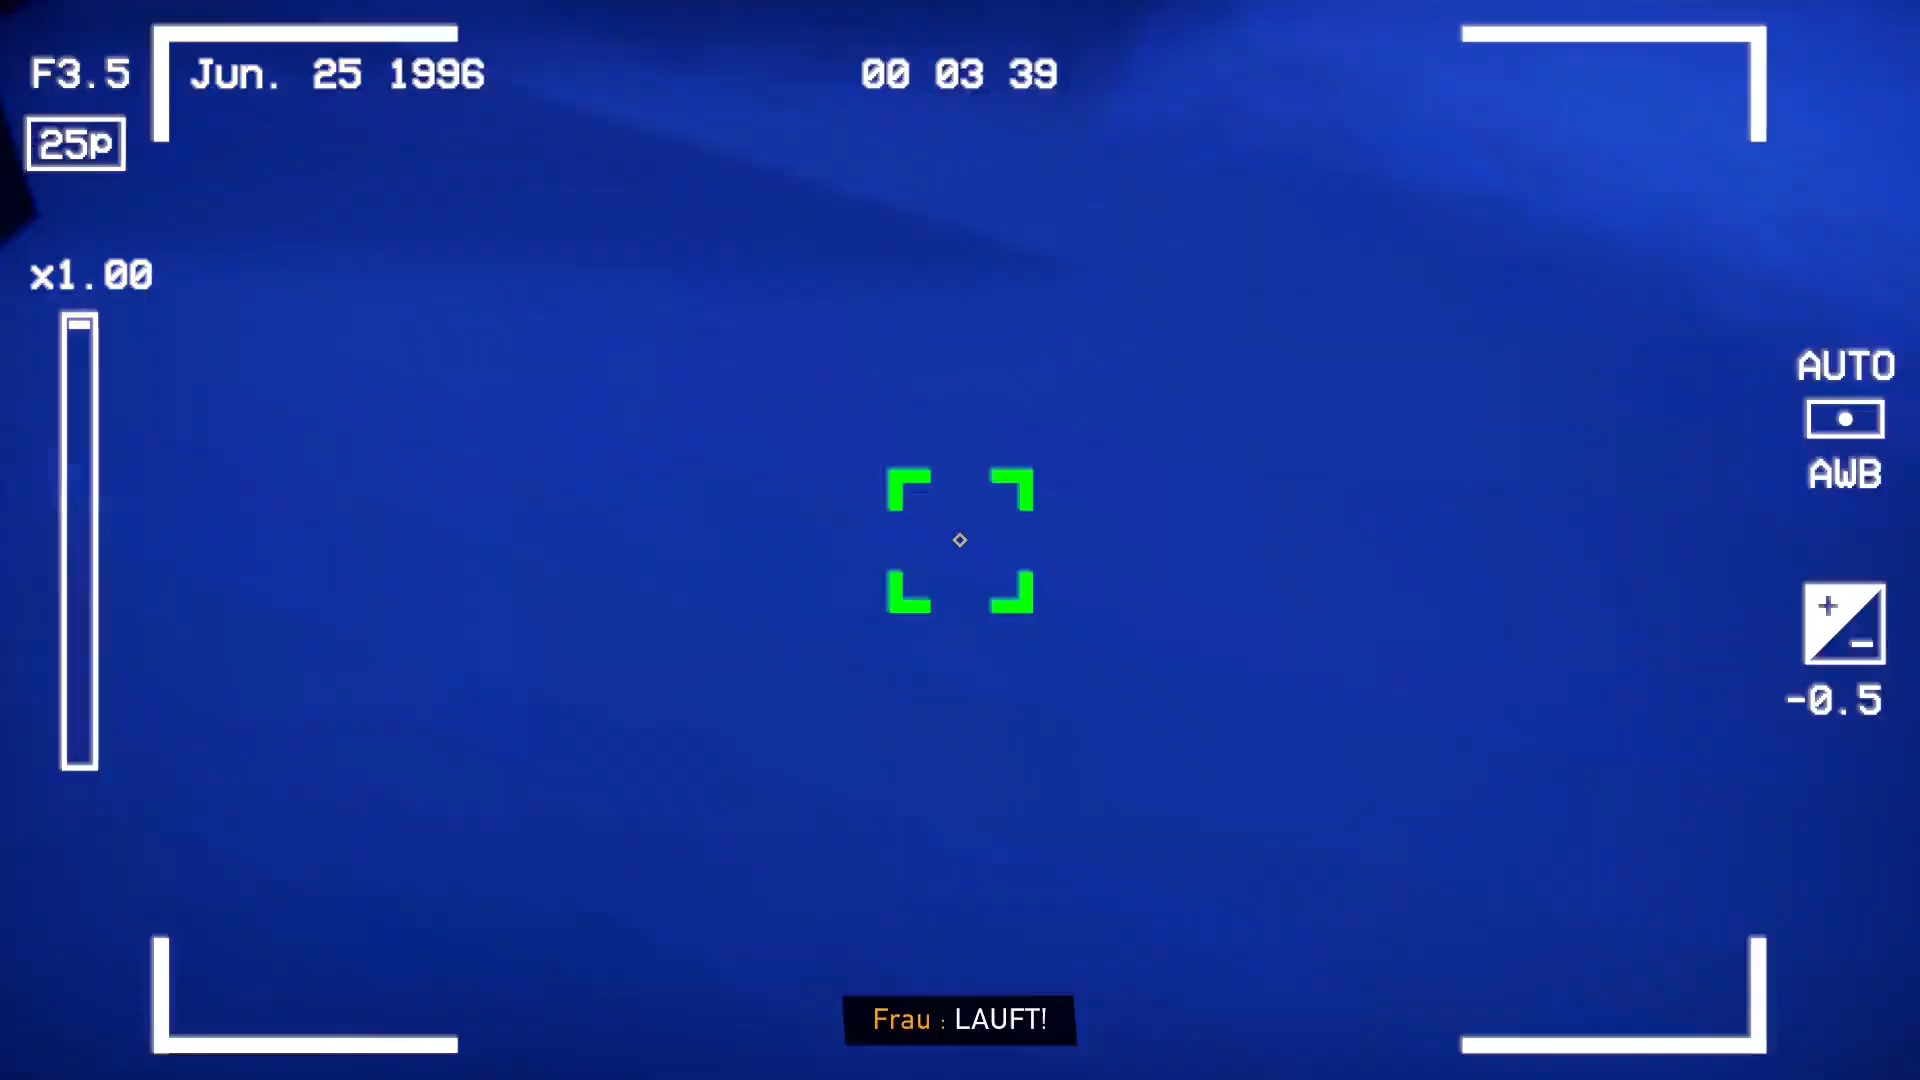 F3.5
Jun. 25 1996
00 03 39
25p
x1.00
AUTO
AWB
+
-
-0.5
Frau : LAUFT!